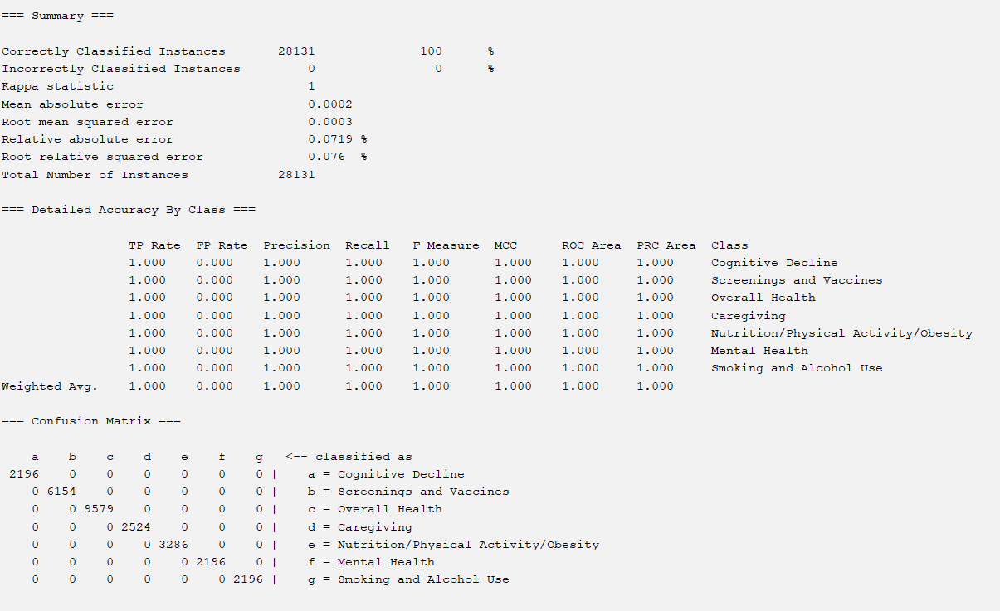 === Summary ===
Correctly Classified Instances 28131 100 %
Incorrectly Classified Instances 0 0 %
Kappa statistic 1
Mean absolute error 0.0002
Root mean squared error 0.0003
Relative absolute error 0.0719 %
Root relative squared error 0.076 %
Total Number of Instances 28131
=== Detailed Accuracy By Class ===
TP Rate FP Rate Precision Recall F-Measure MCC ROC Area PRC Area Class
1.000 0.000 1.000 1.000 1.000 1.000 1.000 1.000 Cognitive Decline
1.000 0.000 1.000 1.000 1.000 1.000 1.000 1.000 Screenings and Vaccines
1.000 0.000 1.000 1.000 1.000 1.000 1.000 1.000 Overall Health
1.000 0.000 1.000 1.000 1.000 1.000 1.000 1.000 Caregiving
1.000 0.000 1.000 1.000 1.000 1.000 1.000 1.000 Nutrition/Physical Activity/Obesity
1.000 0.000 1.000 1.000 1.000 1.000 1.000 1.000 Mental Health
1.000 0.000 1.000 1.000 1.000 1.000 1.000 1.000 Smoking and Alcohol Use
Weighted Avg. 1.000 0.000 1.000 1.000 1.000 1.000 1.000 1.000
=== Confusion Matrix ===
a b c d e f g <-- classified as
2196 0 0 0 0 0 0 | a = Cognitive Decline
0 6154 0 0 0 0 0 | b = Screenings and Vaccines
0 0 9579 0 0 0 0 | c = Overall Health
0 0 0 2524 0 0 0 | d = Caregiving
0 0 0 0 3286 0 0 | e = Nutrition/Physical Activity/Obesity
0 0 0 0 0 2196 0 | f = Mental Health
0 0 0 0 0 0 2196 | g = Smoking and Alcohol Use